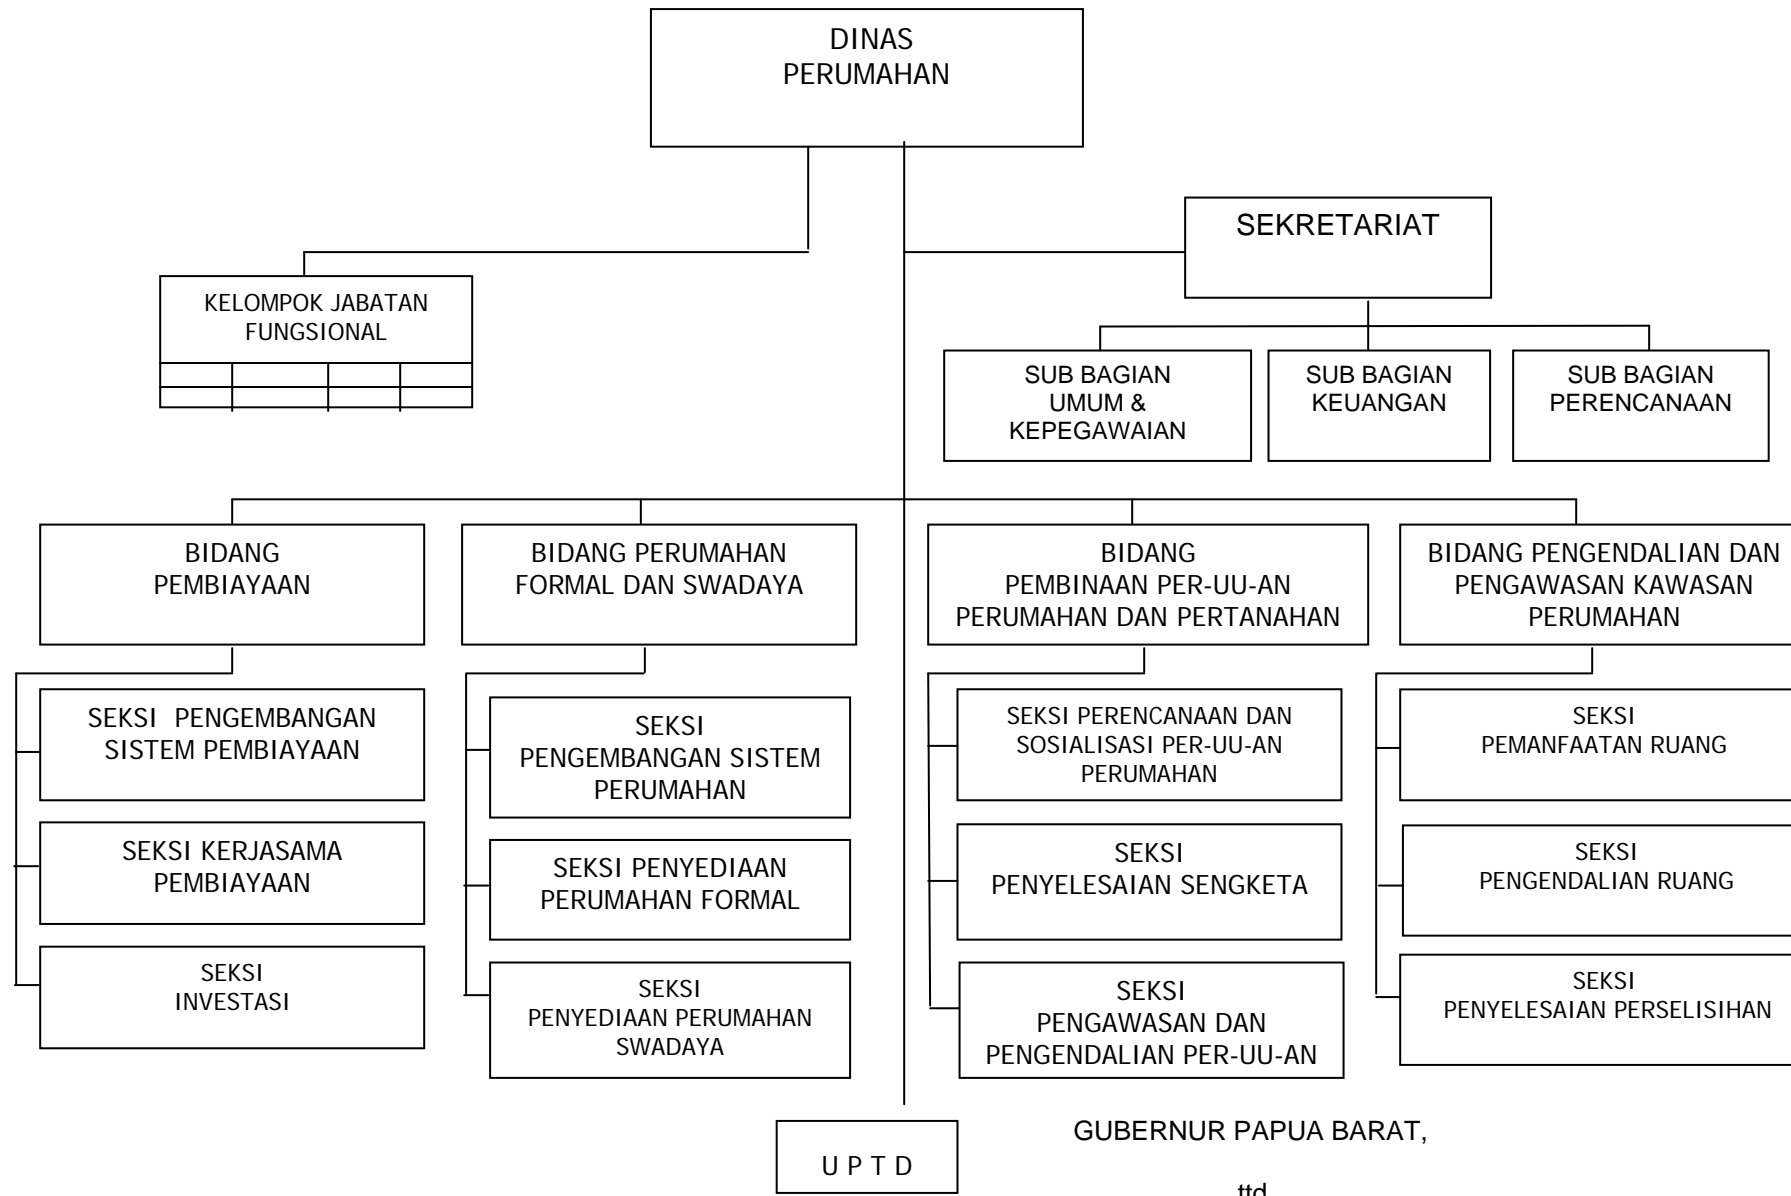 DINAS
PERUMAHAN
SEKRETARIAT
KELOMPOK JABATAN
FUNGSIONAL
SUB BAGIAN
UMUM &
KEPEGAWAIAN
SUB BAGIAN
KEUANGAN
SUB BAGIAN
PERENCANAAN
BIDANG
PEMBIAYAAN
BIDANG PERUMAHAN
FORMAL DAN SWADAYA
BIDANG
PEMBINAAN PER-UU-AN
PERUMAHAN DAN PERTANAHAN
BIDANG PENGENDALIAN DAN
PENGAWASAN KAWASAN
PERUMAHAN
SEKSI PENGEMBANGAN
SISTEM PEMBIAYAAN
SEKSI
PENGEMBANGAN SISTEM
PERUMAHAN
SEKSI PERENCANAAN DAN
SOSIALISASI PER-UU-AN
PERUMAHAN
SEKSI
PEMANFAATAN RUANG
SEKSI KERJASAMA
PEMBIAYAAN
SEKSI PENYEDIAAN
PERUMAHAN FORMAL
SEKSI
PENYELESAIAN SENGKETA
SEKSI
PENGENDALIAN RUANG
SEKSI
INVESTASI
SEKSI
PENYEDIAAN PERUMAHAN
SWADAYA
SEKSI
PENGAWASAN DAN
PENGENDALIAN PER-UU-AN
SEKSI
PENYELESAIAN PERSELISIHAN
U P T D
GUBERNUR PAPUA BARAT,
ttd